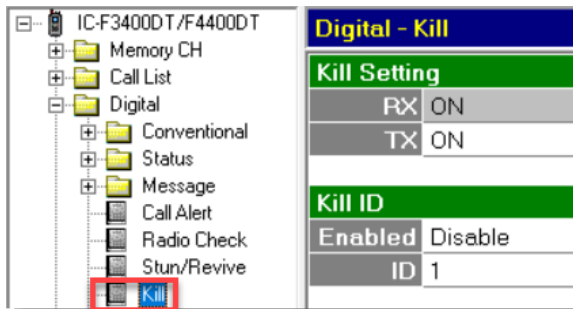 IC-F3400DT/F4400DT
Memory CH
Call List
Digital
Conventional
Status
Message
Call Alert
Radio Check
Stun/Revive
Kill
Digital - Kill
Kill Setting
RX ON
TX ON
Kill ID
Enabled Disable
ID 1